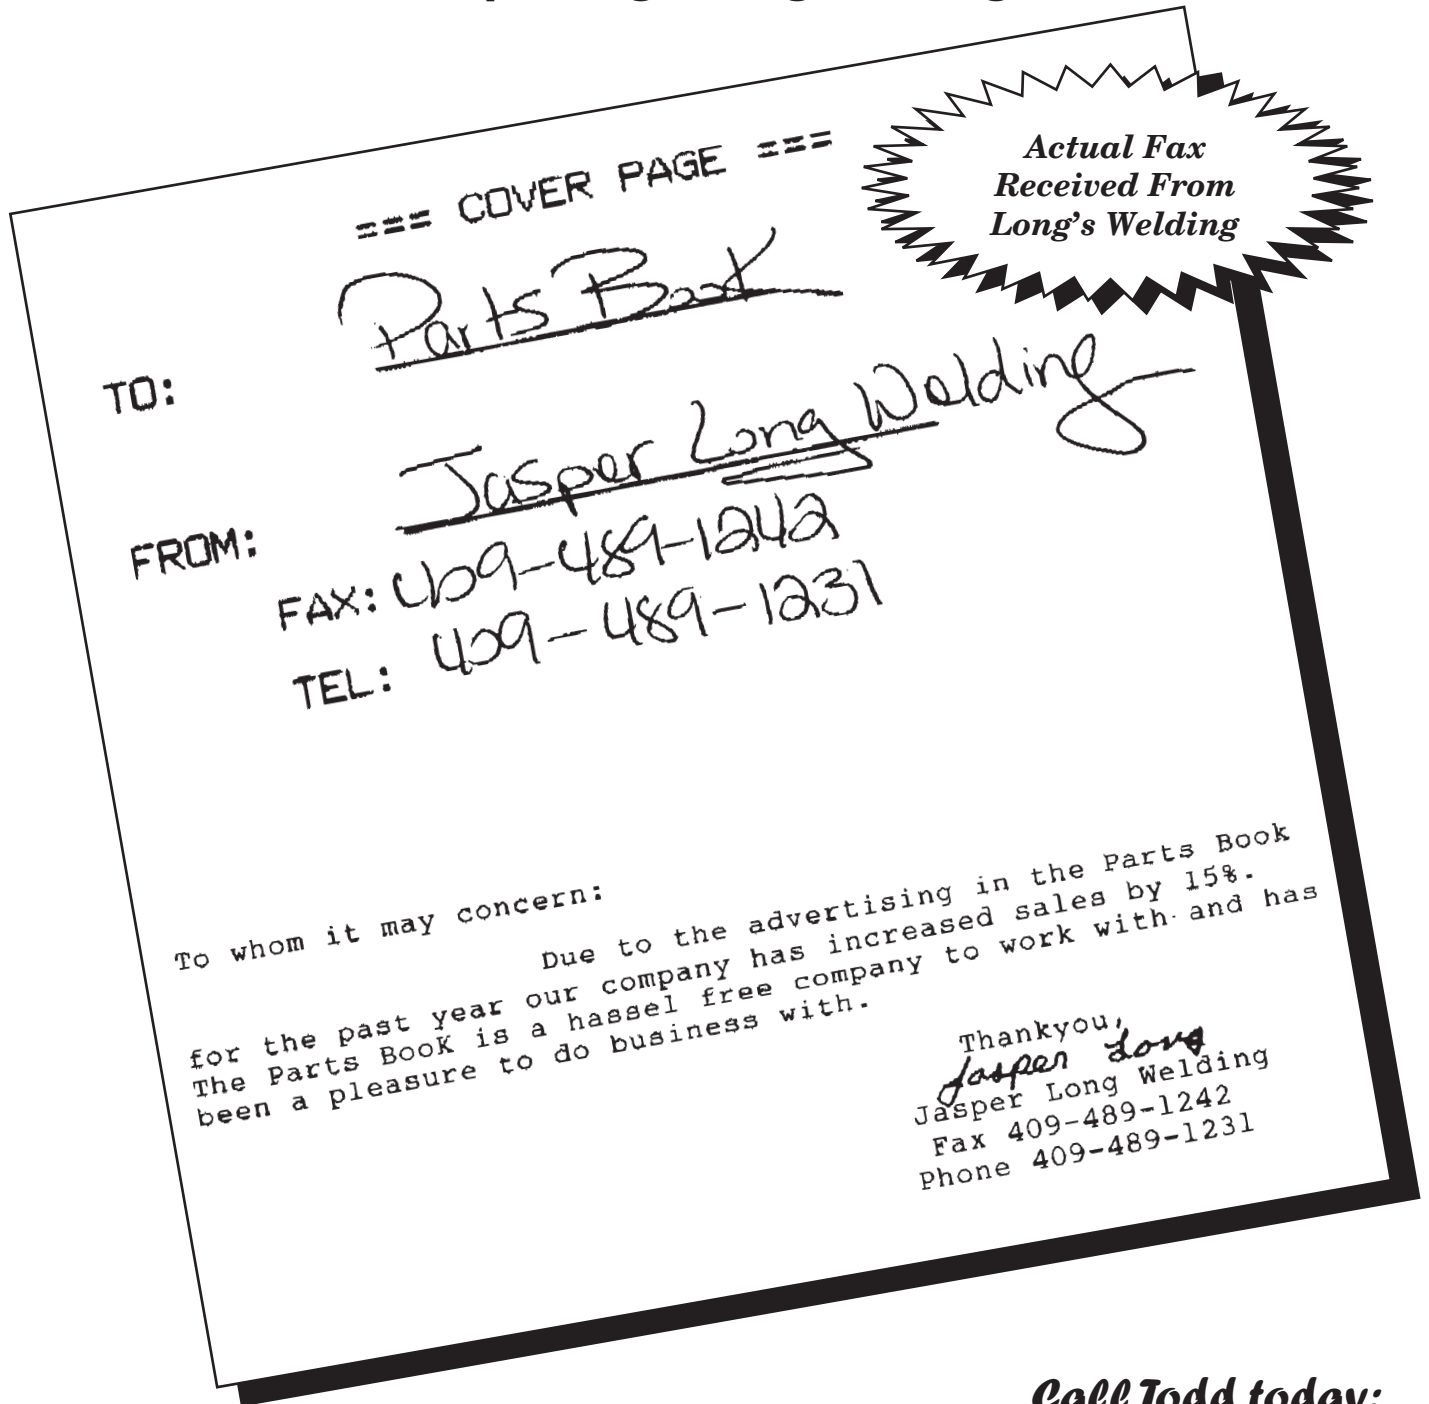 Actual Fax
Received From
Long's Welding
=== COVER PAGE ===
TO: Parts Book
FROM: Jasper Long Welding
FAX: 409-489-1242
TEL: 409-489-1231
To whom it may concern:
Due to the advertising in the Parts Book
for the past year our company has increased sales by 15%.
The Parts BooK is a hassel free company to work with and has
been a pleasure to do business with.
Thankyou,
Jasper Long
Jasper Long Welding
Fax 409-489-1242
Phone 409-489-1231
Call Todd today: